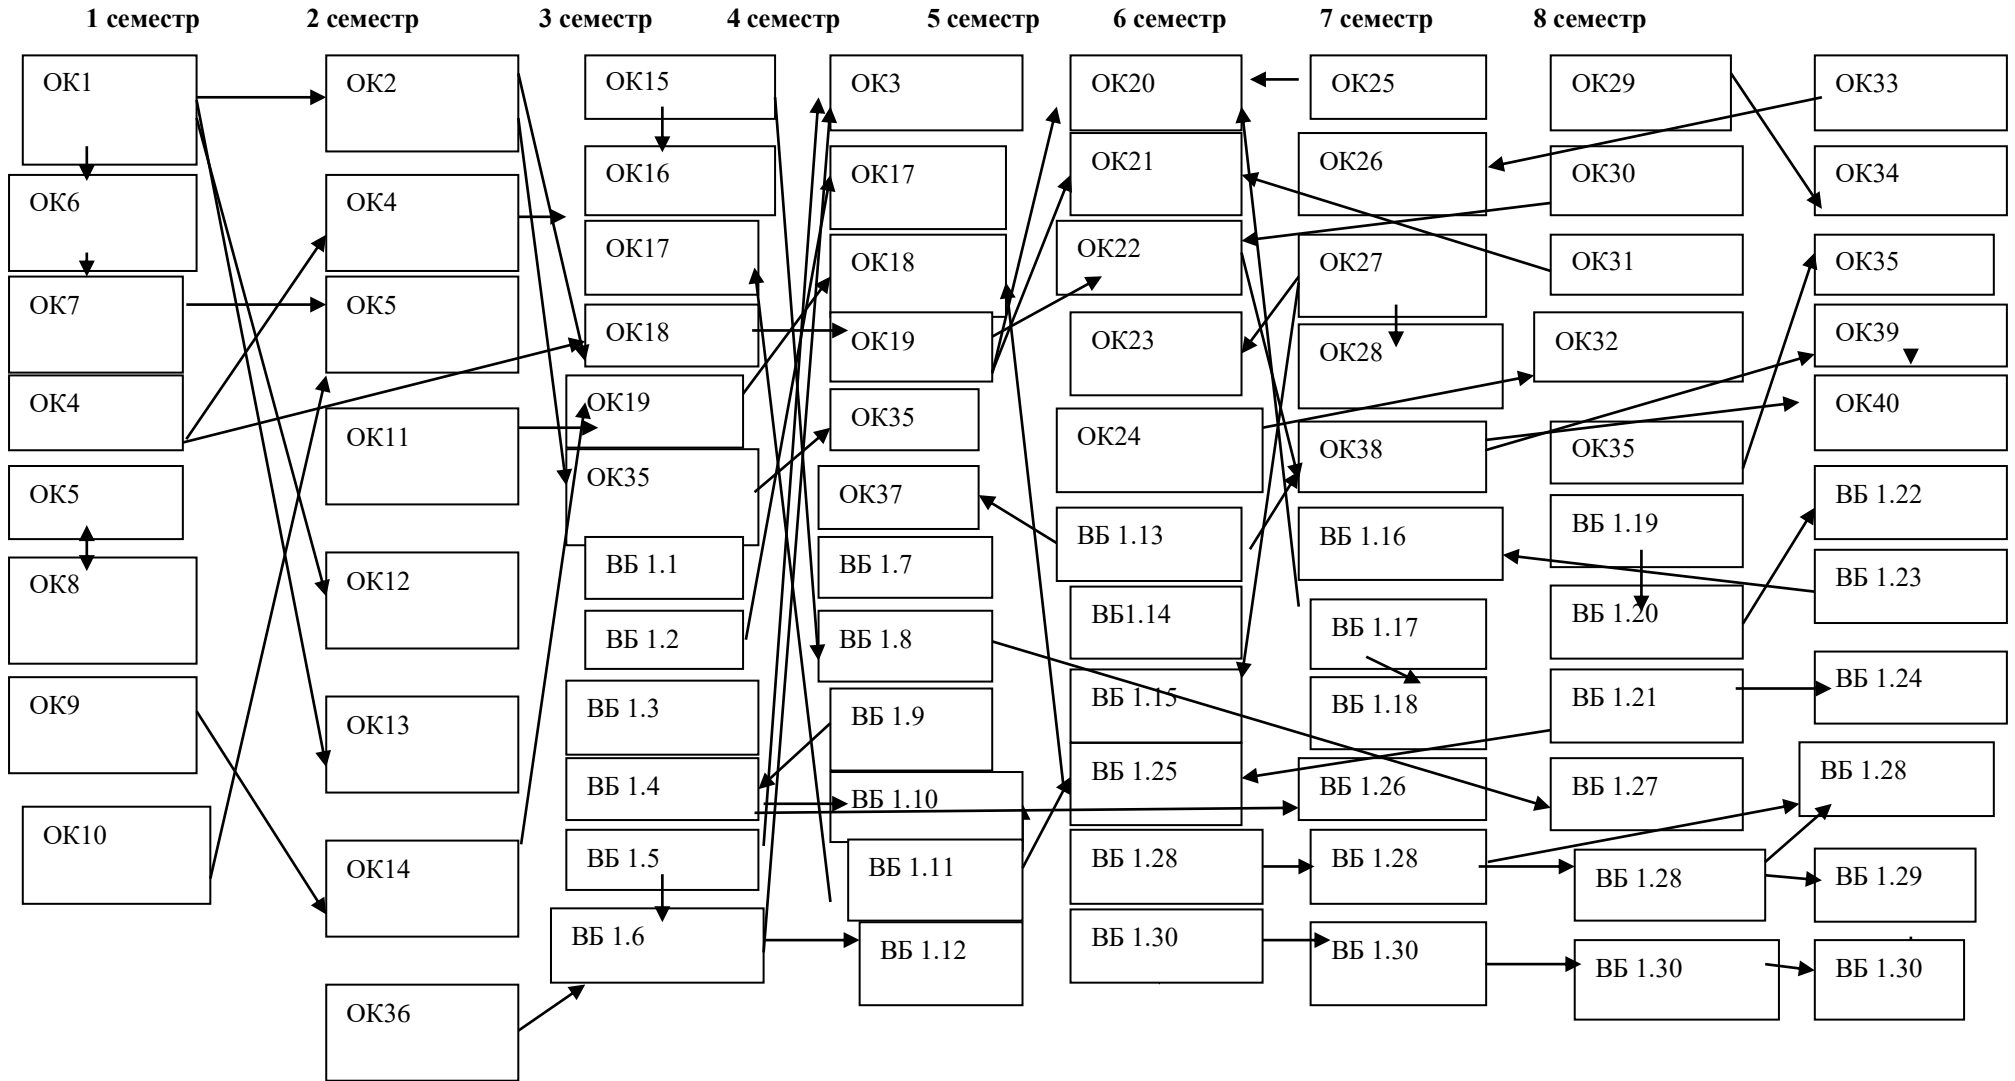 1 семестр 2 семестр 3 семестр 4 семестр 5 семестр 6 семестр 7 семестр 8 семестр
ОК1
ОК6
ОК7
ОК4
ОК5
ОК8
ОК9
ОК10
ОК2
ОК4
ОК5
ОК11
ОК12
ОК13
ОК14
ОК36
ОК15
ОК16
ОК17
ОК18
ОК19
ОК35
ВБ 1.1
ВБ 1.2
ВБ 1.3
ВБ 1.4
ВБ 1.5
ВБ 1.6
ОК3
ОК17
ОК18
ОК19
ОК35
ОК37
ВБ 1.7
ВБ 1.8
ВБ 1.9
ВБ 1.10
ВБ 1.11
ВБ 1.12
ОК20
ОК21
ОК22
ОК23
ОК24
ВБ 1.13
ВБ1.14
ВБ 1.15
ВБ 1.25
ВБ 1.28
ВБ 1.30
ОК25
ОК26
ОК27
ОК28
ОК38
ВБ 1.16
ВБ 1.17
ВБ 1.18
ВБ 1.26
ВБ 1.28
ВБ 1.30
ОК29
ОК30
ОК31
ОК32
ОК35
ВБ 1.19
ВБ 1.20
ВБ 1.21
ВБ 1.27
ВБ 1.28
ВБ 1.30
ОК33
ОК34
ОК35
ОК39
ОК40
ВБ 1.22
ВБ 1.23
ВБ 1.24
ВБ 1.28
ВБ 1.29
ВБ 1.30